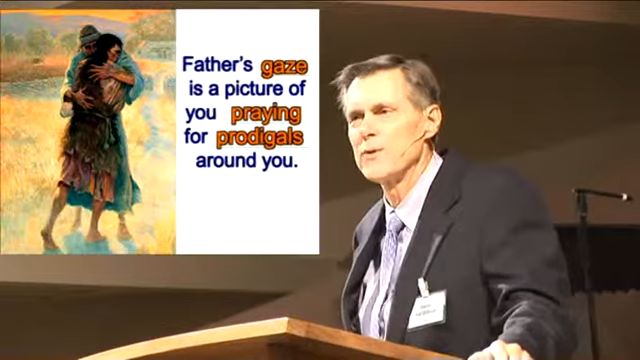 Father's gaze
is a picture of
you praying
for prodigals
around you.